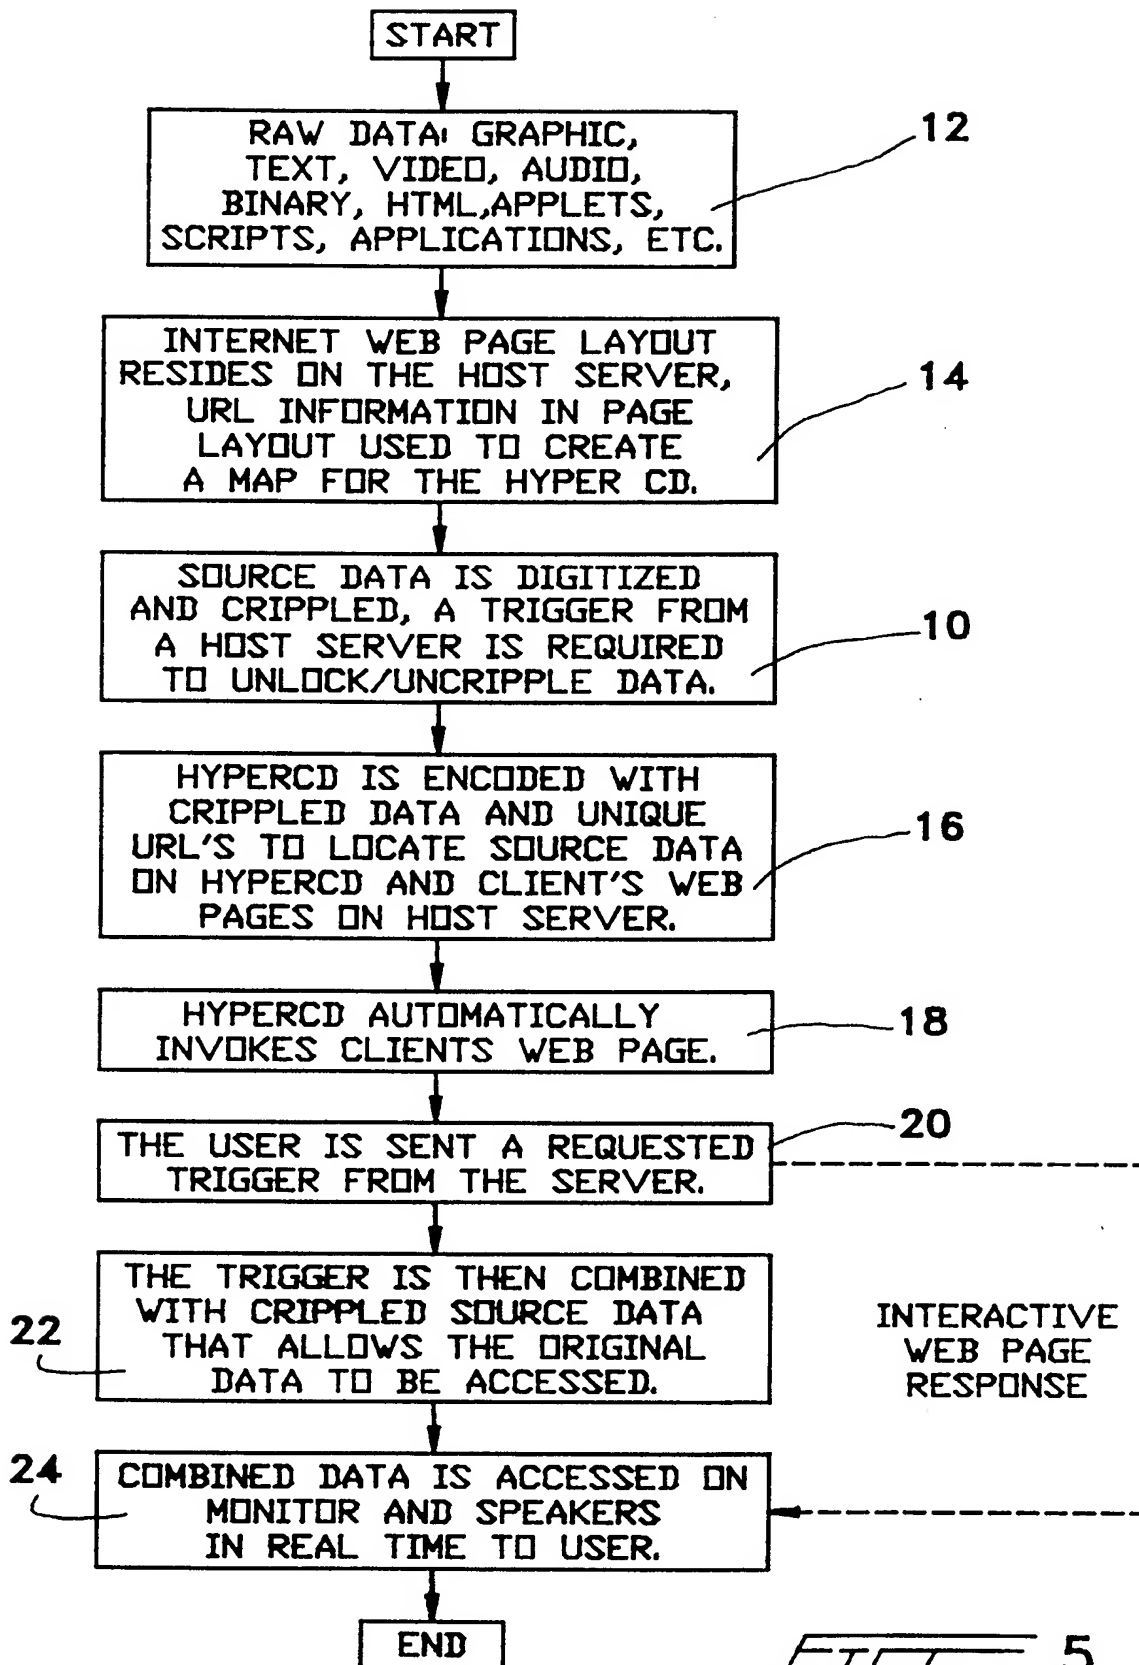 START
RAW DATA: GRAPHIC,
TEXT, VIDEO, AUDIO,
BINARY, HTML,APPLETS,
SCRIPTS, APPLICATIONS, ETC.
12
INTERNET WEB PAGE LAYOUT
RESIDES ON THE HOST SERVER,
URL INFORMATION IN PAGE
LAYOUT USED TO CREATE
A MAP FOR THE HYPER CD.
14
SOURCE DATA IS DIGITIZED
AND CRIPPLED, A TRIGGER FROM
A HOST SERVER IS REQUIRED
TO UNLOCK/UNCRIPPLE DATA.
10
HYPERCD IS ENCODED WITH
CRIPPLED DATA AND UNIQUE
URL'S TO LOCATE SOURCE DATA
ON HYPERCD AND CLIENT'S WEB
PAGES ON HOST SERVER.
16
HYPERCD AUTOMATICALLY
INVOKES CLIENTS WEB PAGE.
18
THE USER IS SENT A REQUESTED
TRIGGER FROM THE SERVER.
20
THE TRIGGER IS THEN COMBINED
WITH CRIPPLED SOURCE DATA
THAT ALLOWS THE ORIGINAL
DATA TO BE ACCESSED.
22
INTERACTIVE
WEB PAGE
RESPONSE
COMBINED DATA IS ACCESSED ON
MONITOR AND SPEAKERS
IN REAL TIME TO USER.
24
END
5